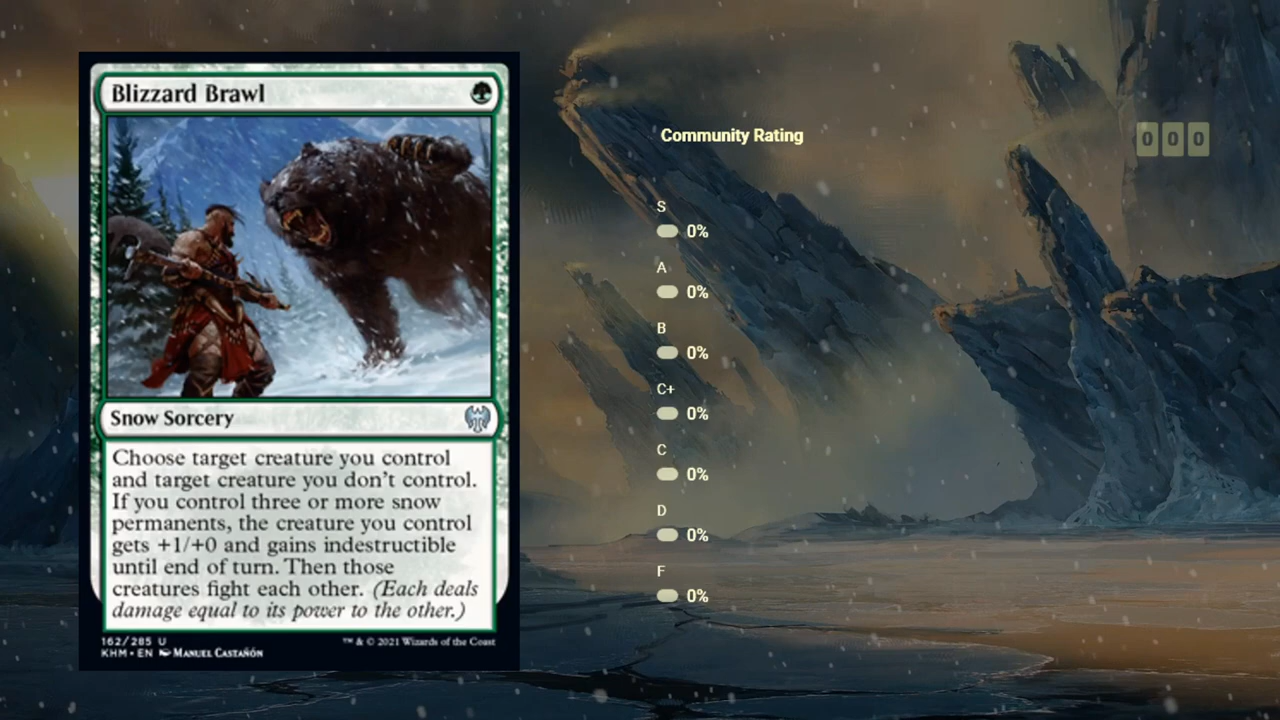 Blizzard Brawl
Snow Sorcery
Choose target creature you control
and target creature you don't control.
If you control three or more snow
permanents, the creature you control
gets +1/+0 and gains indestructible
until end of turn. Then those
creatures fight each other. (Each deals
damage equal to its power to the other.)
162/285 U
KHM • EN Manuel Castañón
™ & © 2021 Wizards of the Coast
Community Rating
000
S
0%
A
0%
B
0%
C+
0%
C
0%
D
0%
F
0%